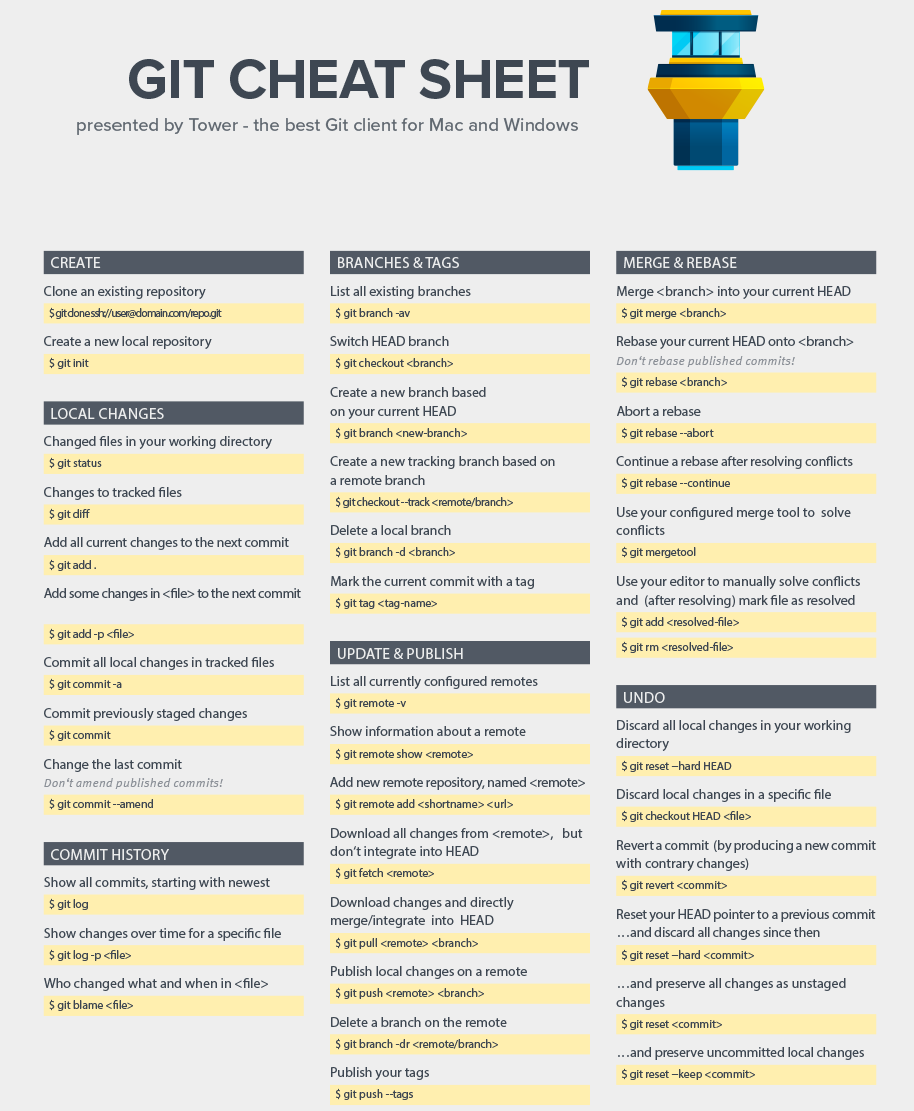 GIT CHEAT SHEET
presented by Tower - the best Git client for Mac and Windows
CREATE
Clone an existing repository
$ git clone ssh://user@domain.com/repo.git
Create a new local repository
$ git init
LOCAL CHANGES
Changed files in your working directory
$ git status
Changes to tracked files
$ git diff
Add all current changes to the next commit
$ git add .
Add some changes in <file> to the next commit
$ git add -p <file>
Commit all local changes in tracked files
$ git commit -a
Commit previously staged changes
$ git commit
Change the last commit
Don't amend published commits!
$ git commit --amend
COMMIT HISTORY
Show all commits, starting with newest
$ git log
Show changes over time for a specific file
$ git log -p <file>
Who changed what and when in <file>
$ git blame <file>
BRANCHES & TAGS
List all existing branches
$ git branch -av
Switch HEAD branch
$ git checkout <branch>
Create a new branch based
on your current HEAD
$ git branch <new-branch>
Create a new tracking branch based on
a remote branch
$ git checkout --track <remote/branch>
Delete a local branch
$ git branch -d <branch>
Mark the current commit with a tag
$ git tag <tag-name>
UPDATE & PUBLISH
List all currently configured remotes
$ git remote -v
Show information about a remote
$ git remote show <remote>
Add new remote repository, named <remote>
$ git remote add <shortname> <url>
Download all changes from <remote>, but
don't integrate into HEAD
$ git fetch <remote>
Download changes and directly
merge/integrate into HEAD
$ git pull <remote> <branch>
Publish local changes on a remote
$ git push <remote> <branch>
Delete a branch on the remote
$ git branch -dr <remote/branch>
Publish your tags
$ git push --tags
MERGE & REBASE
Merge <branch> into your current HEAD
$ git merge <branch>
Rebase your current HEAD onto <branch>
Don't rebase published commits!
$ git rebase <branch>
Abort a rebase
$ git rebase --abort
Continue a rebase after resolving conflicts
$ git rebase --continue
Use your configured merge tool to solve
conflicts
$ git mergetool
Use your editor to manually solve conflicts
and (after resolving) mark file as resolved
$ git add <resolved-file>
$ git rm <resolved-file>
UNDO
Discard all local changes in your working
directory
$ git reset --hard HEAD
Discard local changes in a specific file
$ git checkout HEAD <file>
Revert a commit (by producing a new commit
with contrary changes)
$ git revert <commit>
Reset your HEAD pointer to a previous commit
…and discard all changes since then
$ git reset --hard <commit>
…and preserve all changes as unstaged
changes
$ git reset <commit>
…and preserve uncommitted local changes
$ git reset --keep <commit>